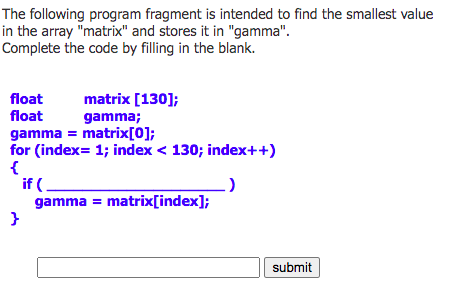 The following program fragment is intended to find the smallest value
in the array "matrix" and stores it in "gamma".
Complete the code by filling in the blank.
float matrix [130];
float gamma;
gamma = matrix[0];
for (index= 1; index < 130; index++)
{
if ( ______________________ )
gamma = matrix[index];
}
submit